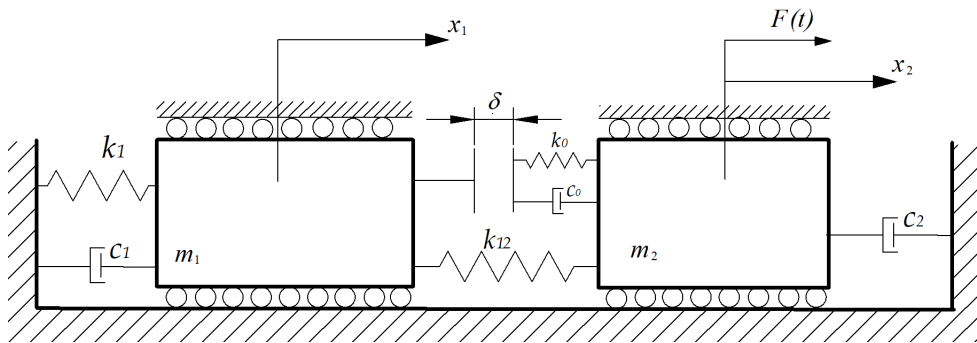 x₁
F(t)
x₂
δ
k₁
k₀
c₀
c₁
m₁
k₁₂
m₂
c₂